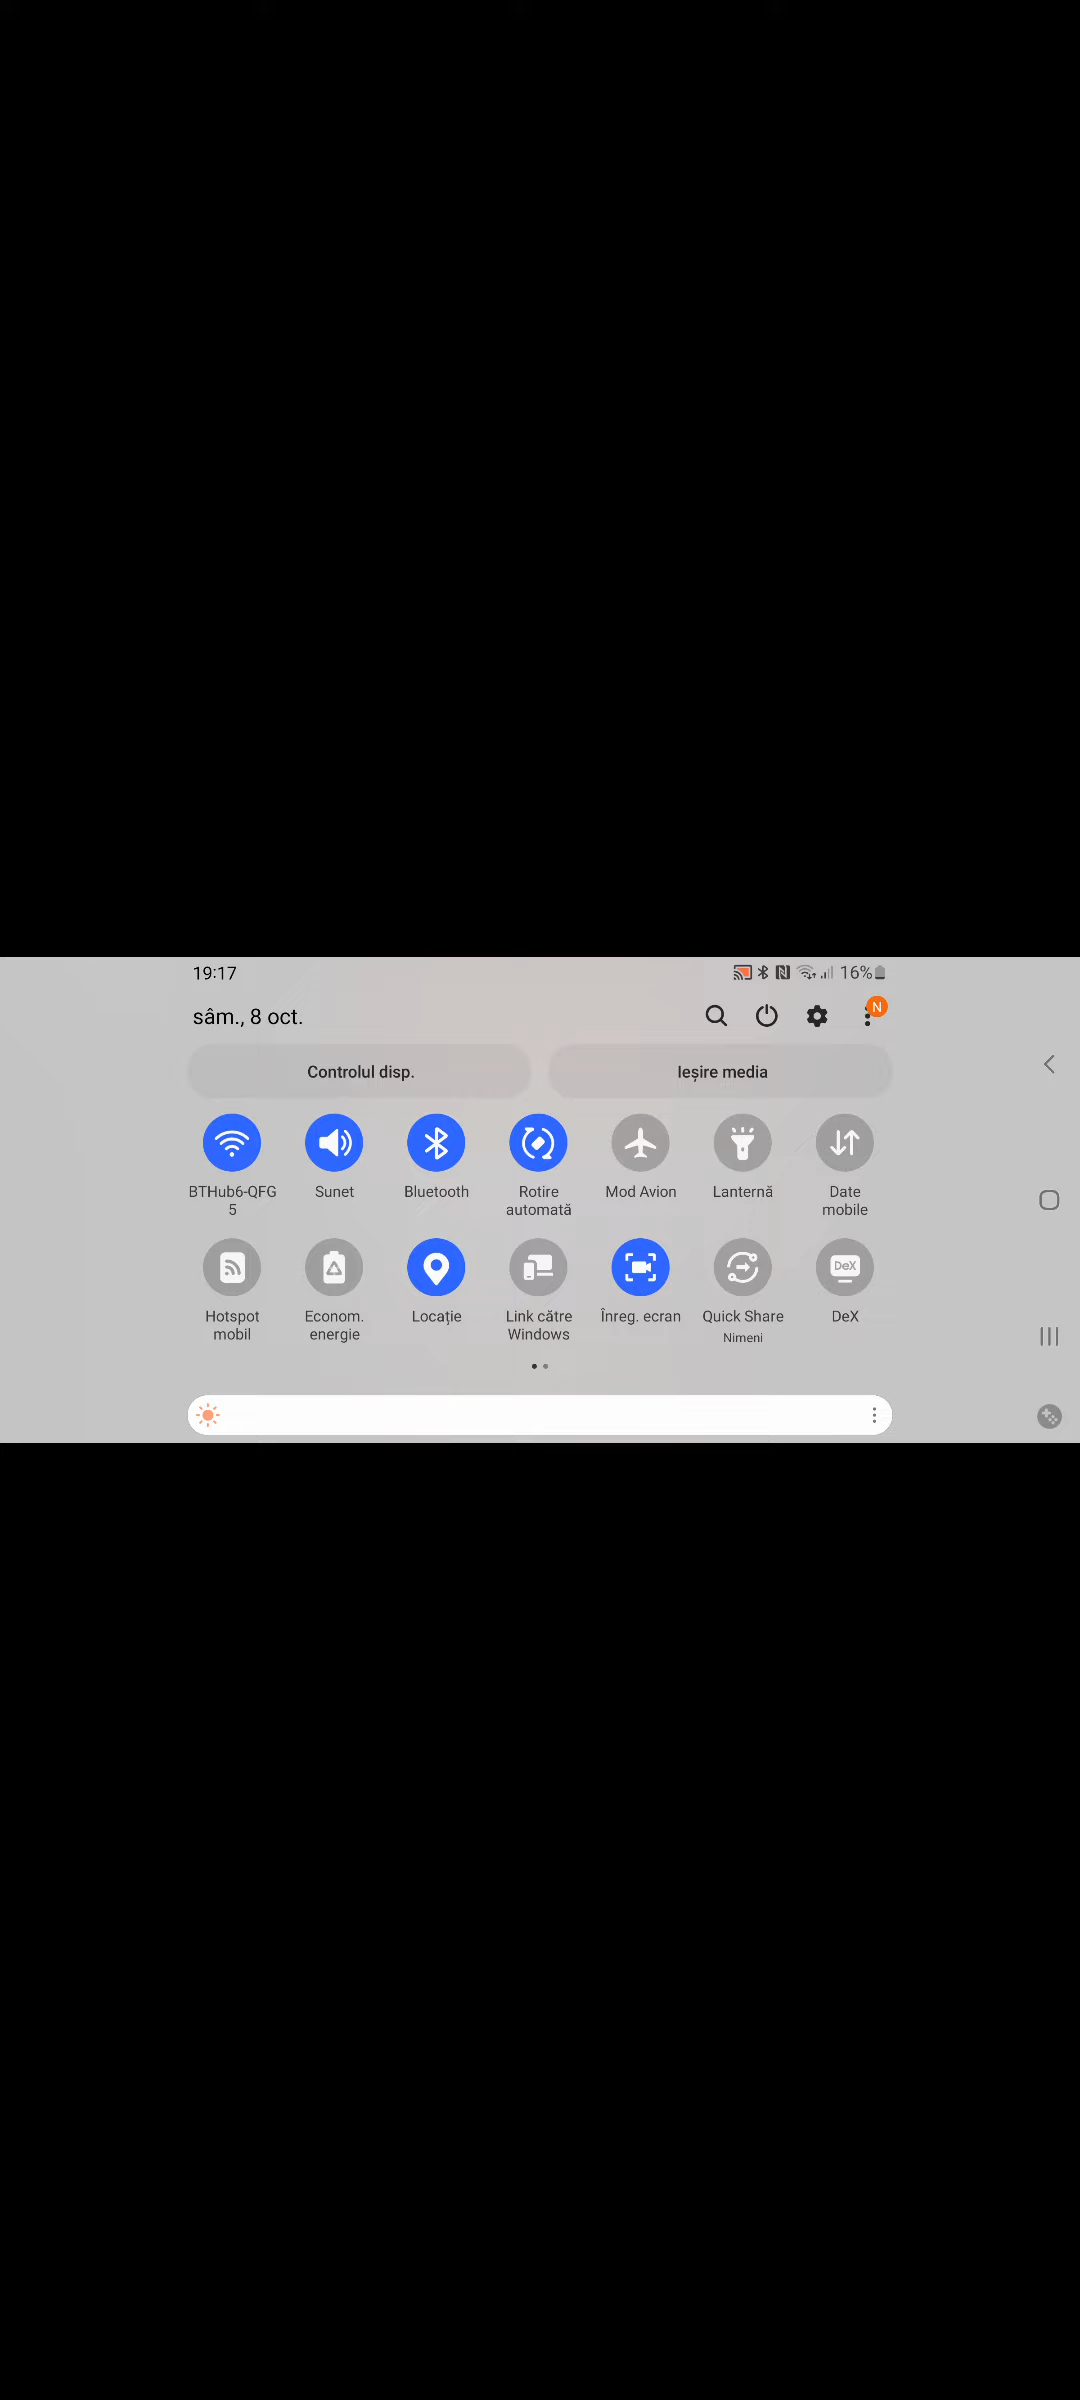 19:17
16%
sâm., 8 oct.
N
Controlul disp.
Ieșire media
BTHub6-QFG
5
Sunet
Bluetooth
Rotire
automată
Mod Avion
Lanternă
Date
mobile
Hotspot
mobil
Econom.
energie
Locație
Link către
Windows
Înreg. ecran
Quick Share
Nimeni
DeX
DeX